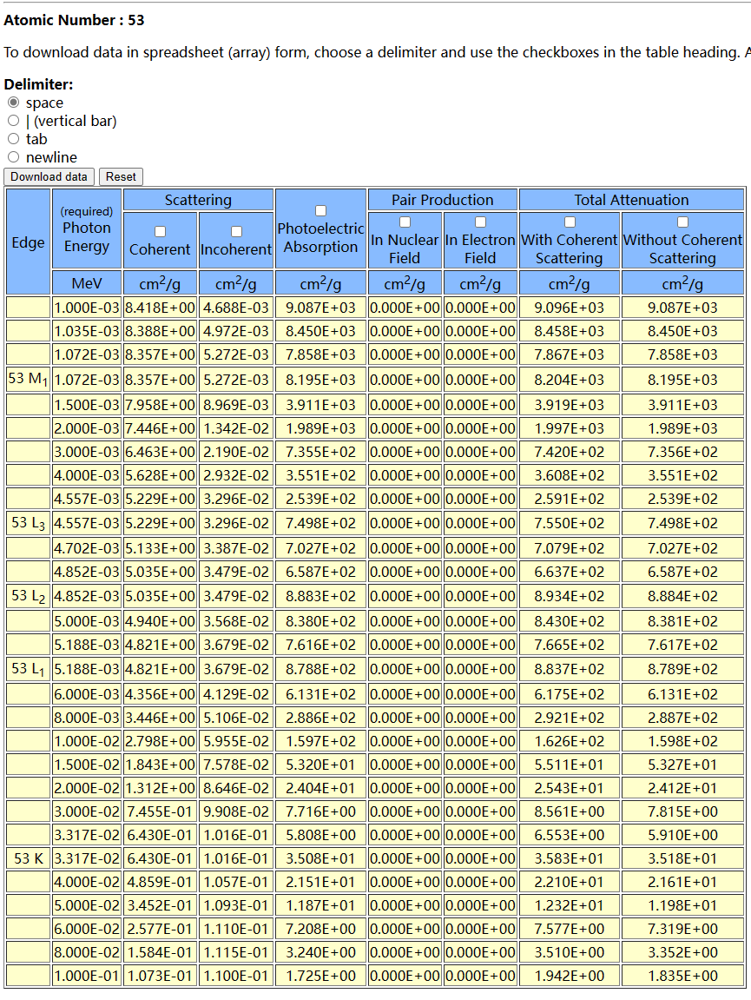 Atomic Number : 53
To download data in spreadsheet (array) form, choose a delimiter and use the checkboxes in the table heading. A
Delimiter:
space
| (vertical bar)
tab
newline
Download data Reset
Edge (required) Photon Energy Scattering Photoelectric Absorption Pair Production Total Attenuation
Coherent Incoherent In Nuclear Field In Electron Field With Coherent Scattering Without Coherent Scattering
MeV cm2/g cm2/g cm2/g cm2/g cm2/g cm2/g cm2/g
1.000E-03 8.418E+00 4.688E-03 9.087E+03 0.000E+00 0.000E+00 9.096E+03 9.087E+03
1.035E-03 8.388E+00 4.972E-03 8.450E+03 0.000E+00 0.000E+00 8.458E+03 8.450E+03
1.072E-03 8.357E+00 5.272E-03 7.858E+03 0.000E+00 0.000E+00 7.867E+03 7.858E+03
53 M1 1.072E-03 8.357E+00 5.272E-03 8.195E+03 0.000E+00 0.000E+00 8.204E+03 8.195E+03
1.500E-03 7.958E+00 8.969E-03 3.911E+03 0.000E+00 0.000E+00 3.919E+03 3.911E+03
2.000E-03 7.446E+00 1.342E-02 1.989E+03 0.000E+00 0.000E+00 1.997E+03 1.989E+03
3.000E-03 6.463E+00 2.190E-02 7.355E+02 0.000E+00 0.000E+00 7.420E+02 7.356E+02
4.000E-03 5.628E+00 2.932E-02 3.551E+02 0.000E+00 0.000E+00 3.608E+02 3.551E+02
4.557E-03 5.229E+00 3.296E-02 2.539E+02 0.000E+00 0.000E+00 2.591E+02 2.539E+02
53 L3 4.557E-03 5.229E+00 3.296E-02 7.498E+02 0.000E+00 0.000E+00 7.550E+02 7.498E+02
4.702E-03 5.133E+00 3.387E-02 7.027E+02 0.000E+00 0.000E+00 7.079E+02 7.027E+02
4.852E-03 5.035E+00 3.479E-02 6.587E+02 0.000E+00 0.000E+00 6.637E+02 6.587E+02
53 L2 4.852E-03 5.035E+00 3.479E-02 8.883E+02 0.000E+00 0.000E+00 8.934E+02 8.884E+02
5.000E-03 4.940E+00 3.568E-02 8.380E+02 0.000E+00 0.000E+00 8.430E+02 8.381E+02
5.188E-03 4.821E+00 3.679E-02 7.616E+02 0.000E+00 0.000E+00 7.665E+02 7.617E+02
53 L1 5.188E-03 4.821E+00 3.679E-02 8.788E+02 0.000E+00 0.000E+00 8.837E+02 8.789E+02
6.000E-03 4.356E+00 4.129E-02 6.131E+02 0.000E+00 0.000E+00 6.175E+02 6.131E+02
8.000E-03 3.446E+00 5.106E-02 2.886E+02 0.000E+00 0.000E+00 2.921E+02 2.887E+02
1.000E-02 2.798E+00 5.955E-02 1.597E+02 0.000E+00 0.000E+00 1.626E+02 1.598E+02
1.500E-02 1.843E+00 7.578E-02 5.320E+01 0.000E+00 0.000E+00 5.511E+01 5.327E+01
2.000E-02 1.312E+00 8.646E-02 2.404E+01 0.000E+00 0.000E+00 2.543E+01 2.412E+01
3.000E-02 7.455E-01 9.908E-02 7.716E+00 0.000E+00 0.000E+00 8.561E+00 7.815E+00
3.317E-02 6.430E-01 1.016E-01 5.808E+00 0.000E+00 0.000E+00 6.553E+00 5.910E+00
53 K 3.317E-02 6.430E-01 1.016E-01 3.508E+01 0.000E+00 0.000E+00 3.583E+01 3.518E+01
4.000E-02 4.859E-01 1.057E-01 2.151E+01 0.000E+00 0.000E+00 2.210E+01 2.161E+01
5.000E-02 3.452E-01 1.093E-01 1.187E+01 0.000E+00 0.000E+00 1.232E+01 1.198E+01
6.000E-02 2.577E-01 1.110E-01 7.208E+00 0.000E+00 0.000E+00 7.577E+00 7.319E+00
8.000E-02 1.584E-01 1.115E-01 3.240E+00 0.000E+00 0.000E+00 3.510E+00 3.352E+00
1.000E-01 1.073E-01 1.100E-01 1.725E+00 0.000E+00 0.000E+00 1.942E+00 1.835E+00